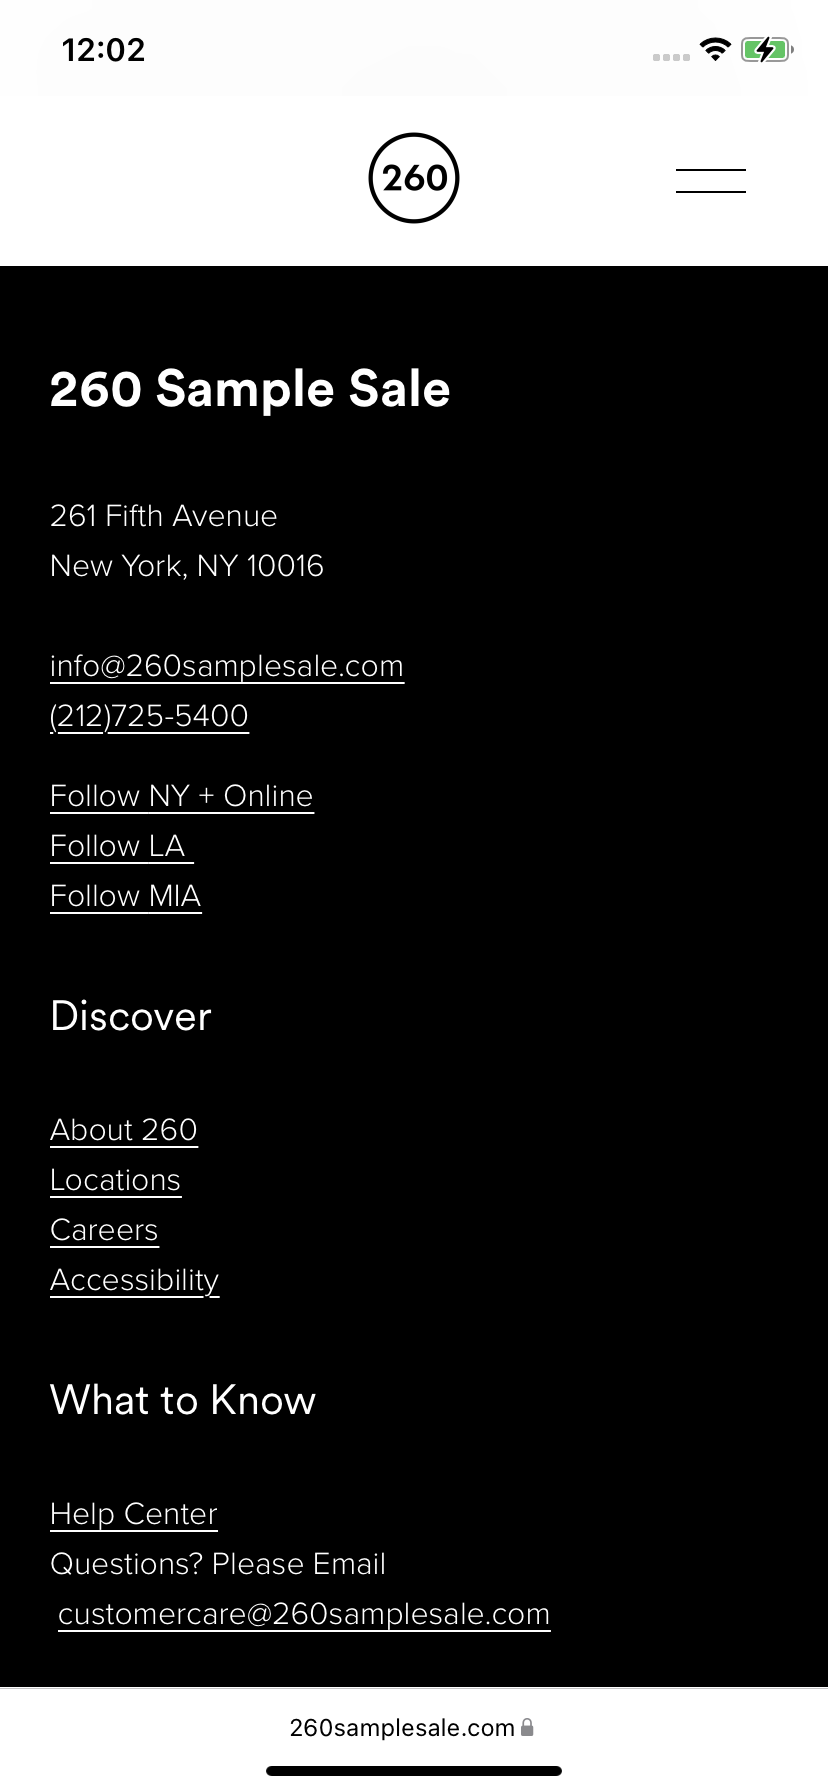 12:02
260
260 Sample Sale
261 Fifth Avenue
New York, NY 10016
info@260samplesale.com
(212)725-5400
Follow NY + Online
Follow LA
Follow MIA
Discover
About 260
Locations
Careers
Accessibility
What to Know
Help Center
Questions? Please Email
customercare@260samplesale.com
260samplesale.com